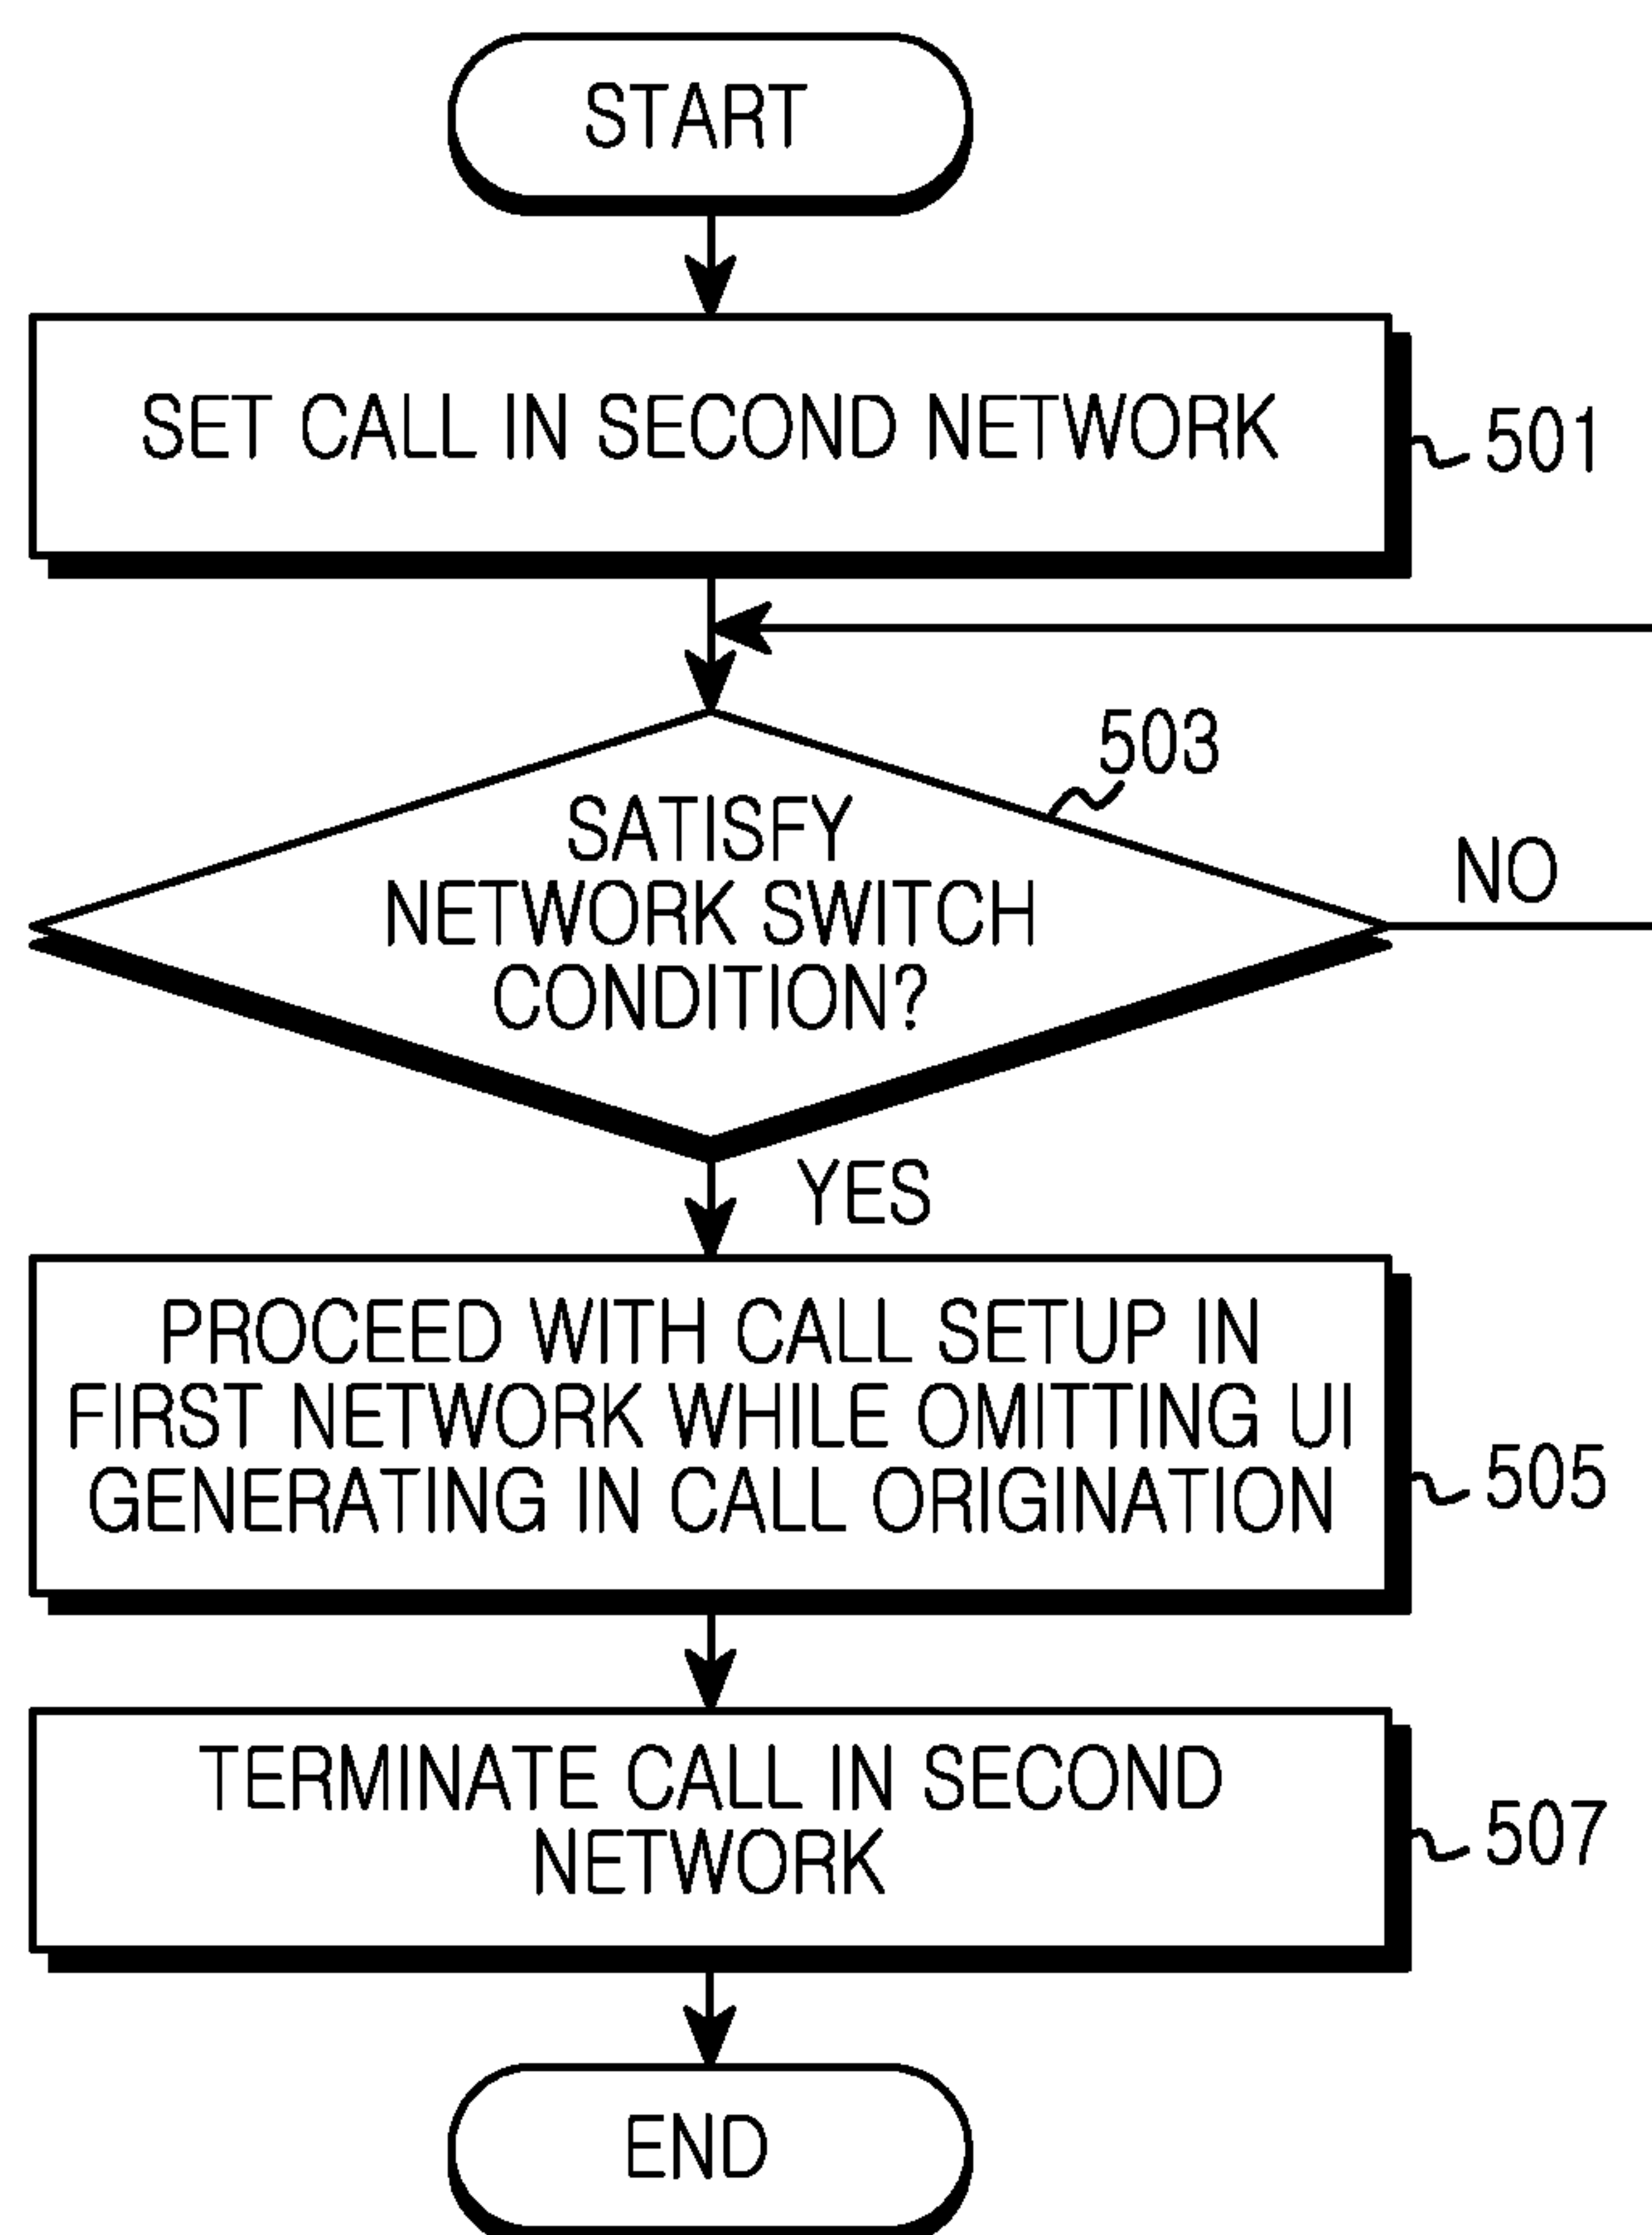 START
SET CALL IN SECOND NETWORK
501
503
SATISFY
NETWORK SWITCH
CONDITION?
NO
YES
PROCEED WITH CALL SETUP IN
FIRST NETWORK WHILE OMITTING UI
GENERATING IN CALL ORIGINATION
505
TERMINATE CALL IN SECOND
NETWORK
507
END